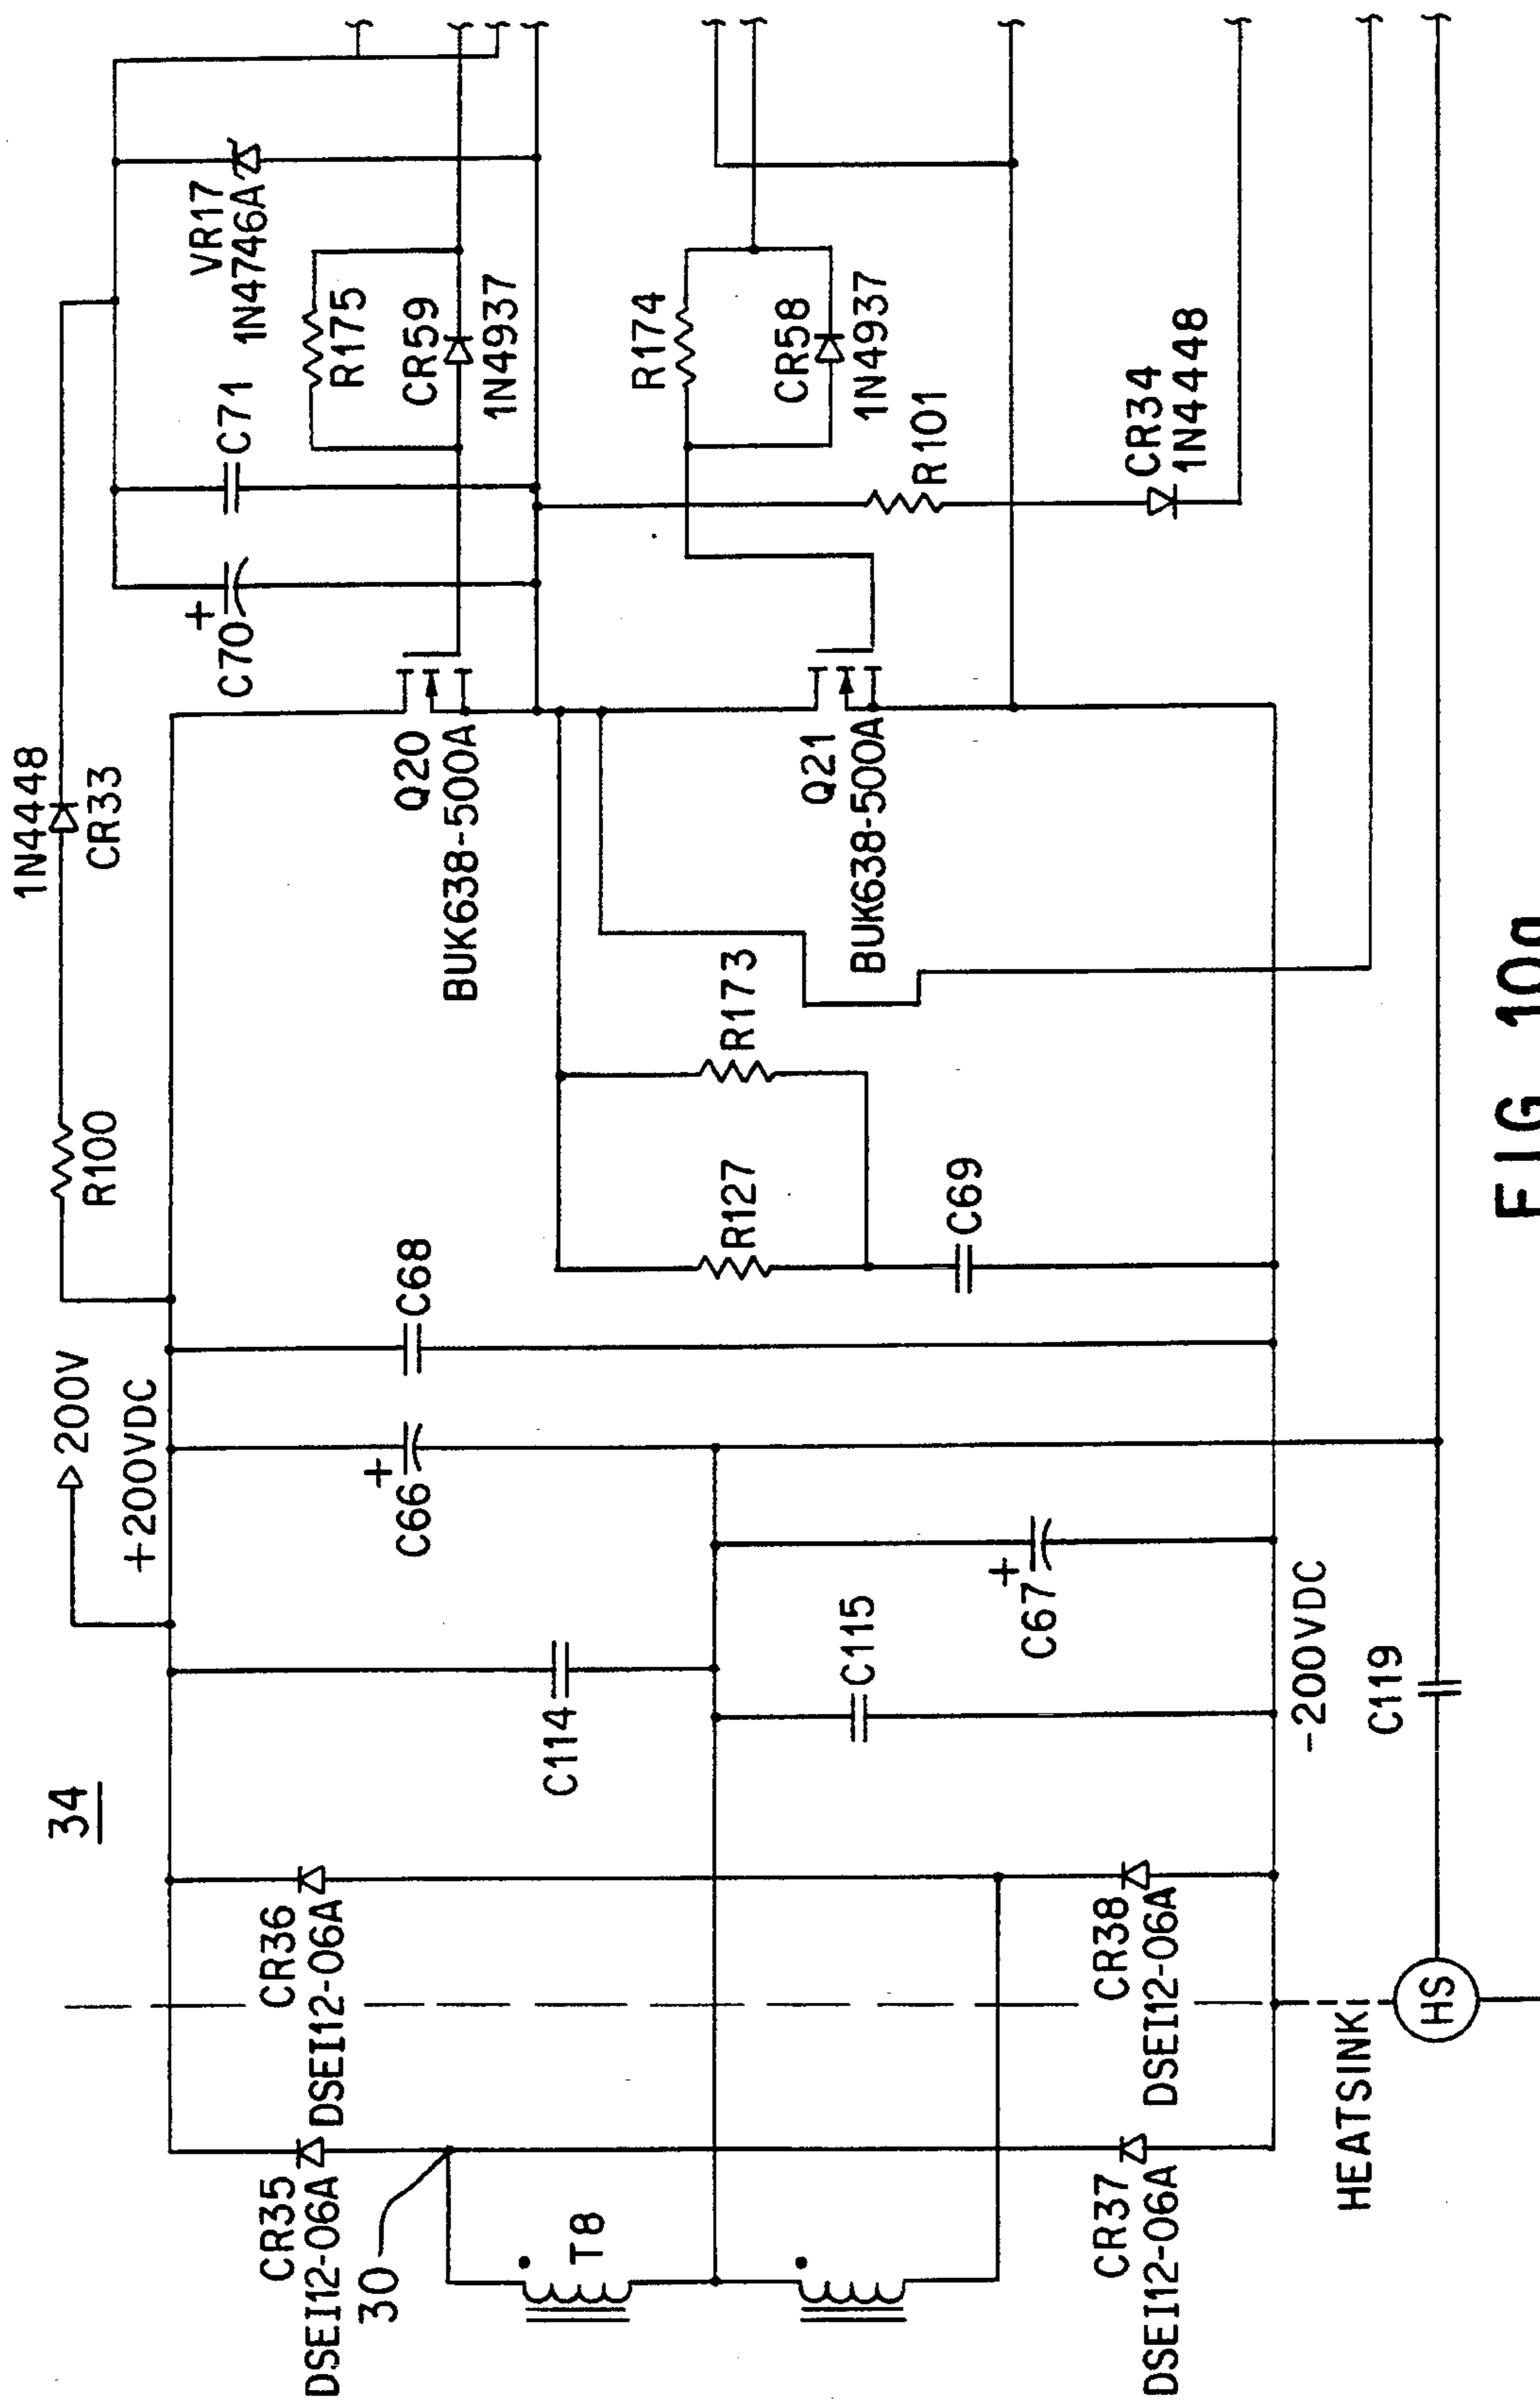 34
200V
+200VDC
R100
1N4448
CR33
CR35
DSEI12-06A
CR36
DSEI12-06A
30
T8
C114
C115
C66
+
C67
+
C68
R127
R173
C69
Q20
BUK638-500A
Q21
BUK638-500A
C70
+
C71
VR17
1N4746A
R175
CR59
1N4937
R174
CR58
1N4937
R101
CR34
1N4448
CR37
DSEI12-06A
CR38
DSEI12-06A
-200VDC
C119
HEATSINK
HS
FIG 10a